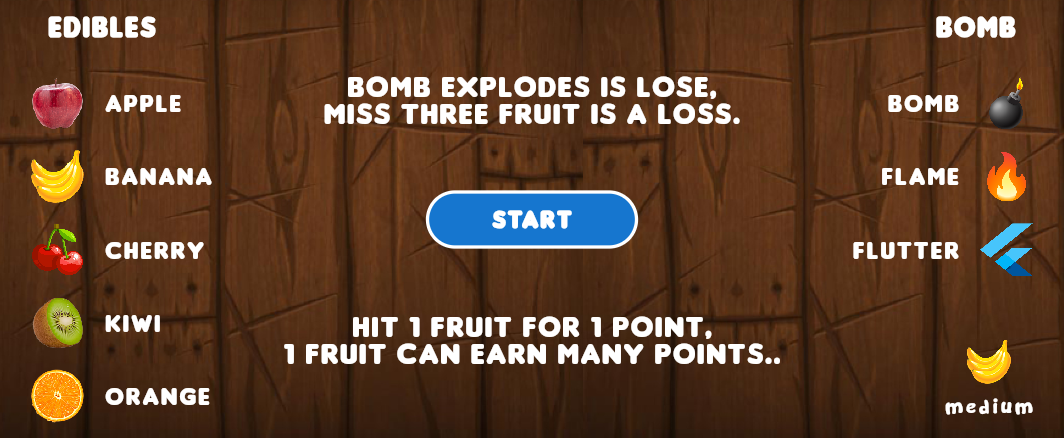 EDIBLES
APPLE
BANANA
CHERRY
KIWI
ORANGE
BOMB EXPLODES IS LOSE,
MISS THREE FRUIT IS A LOSS.
START
HIT 1 FRUIT FOR 1 POINT,
1 FRUIT CAN EARN MANY POINTS..
BOMB
BOMB
FLAME
FLUTTER
medium